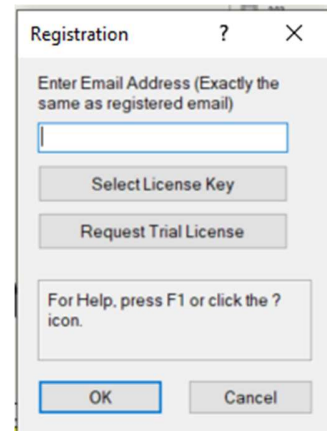 Registration ?
Enter Email Address (Exactly the
same as registered email)
Select License Key
Request Trial License
For Help, press F1 or click the ?
icon.
OK Cancel